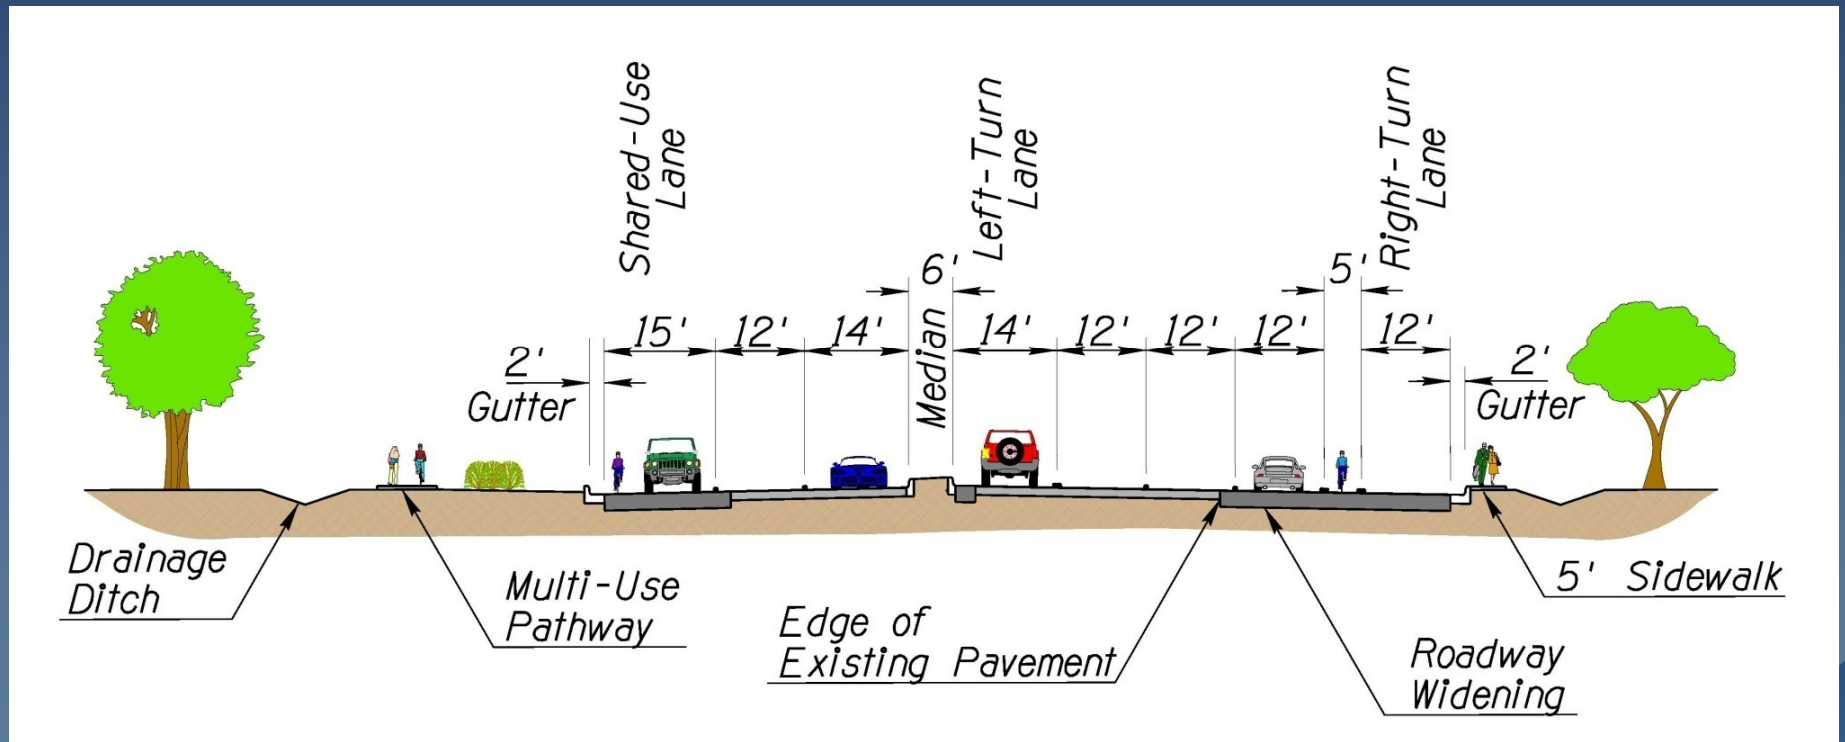 Shared-Use
Lane
Left-Turn
Lane
Right-Turn
Lane
6'
5'
15'
12'
14'
Median
14'
12'
12'
12'
12'
2'
Gutter
2'
Gutter
Drainage
Ditch
Multi-Use
Pathway
Edge of
Existing Pavement
Roadway
Widening
5' Sidewalk